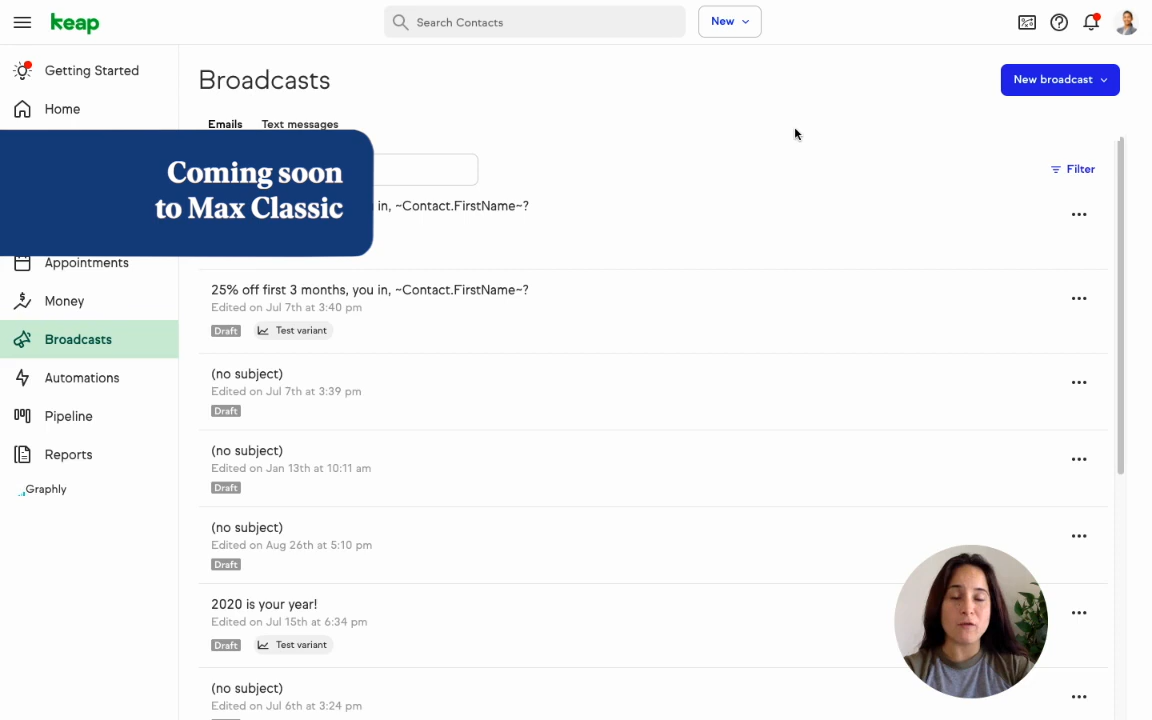 keap
Search Contacts
New
Getting Started
Home
Appointments
Money
Broadcasts
Automations
Pipeline
Reports
Graphly
Coming soon
to Max Classic
Broadcasts
New broadcast
Emails
Text messages
Filter
in, ~Contact.FirstName~?
25% off first 3 months, you in, ~Contact.FirstName~?
Edited on Jul 7th at 3:40 pm
Draft
Test variant
(no subject)
Edited on Jul 7th at 3:39 pm
Draft
(no subject)
Edited on Jan 13th at 10:11 am
Draft
(no subject)
Edited on Aug 26th at 5:10 pm
Draft
2020 is your year!
Edited on Jul 15th at 6:34 pm
Draft
Test variant
(no subject)
Edited on Jul 6th at 3:24 pm